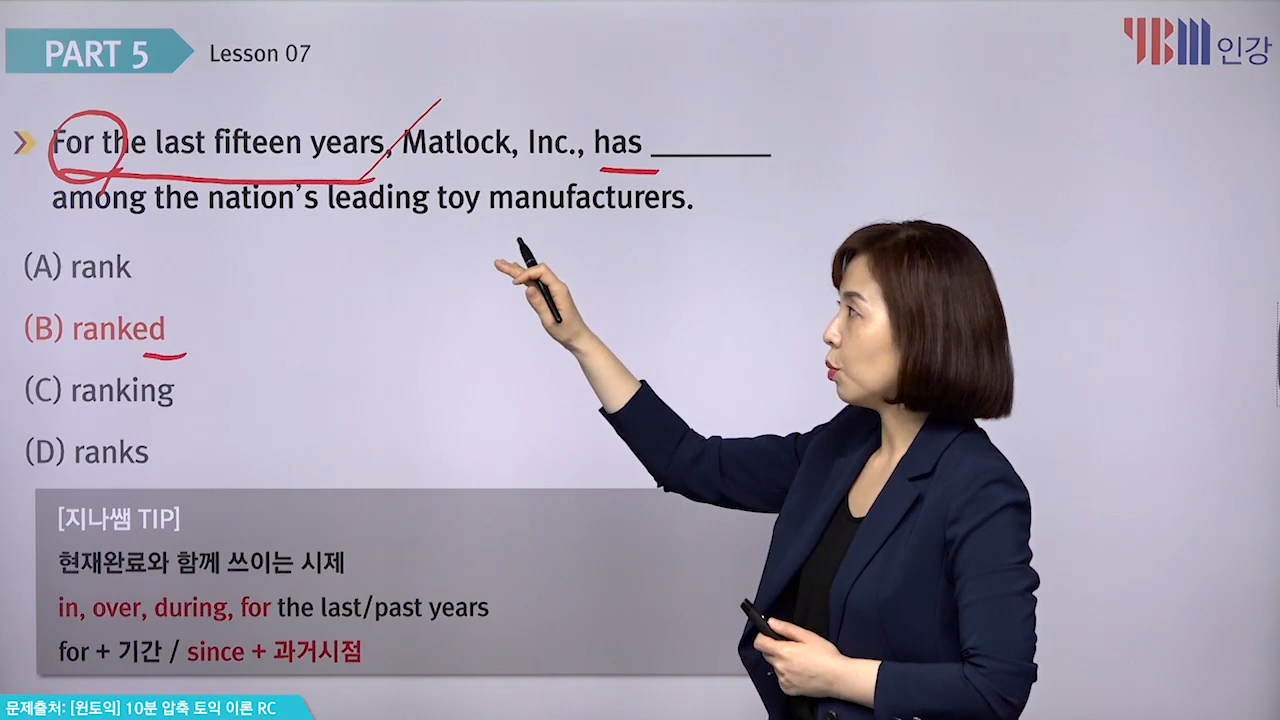 PART 5
Lesson 07
YBM 인강
For the last fifteen years, Matlock, Inc., has ________
among the nation's leading toy manufacturers.
(A) rank
(B) ranked
(C) ranking
(D) ranks
[지나쌤 TIP]
현재완료와 함께 쓰이는 시제
in, over, during, for the last/past years
for + 기간 / since + 과거시점
문제출처: [윈토익] 10분 압축 토익 이론 RC